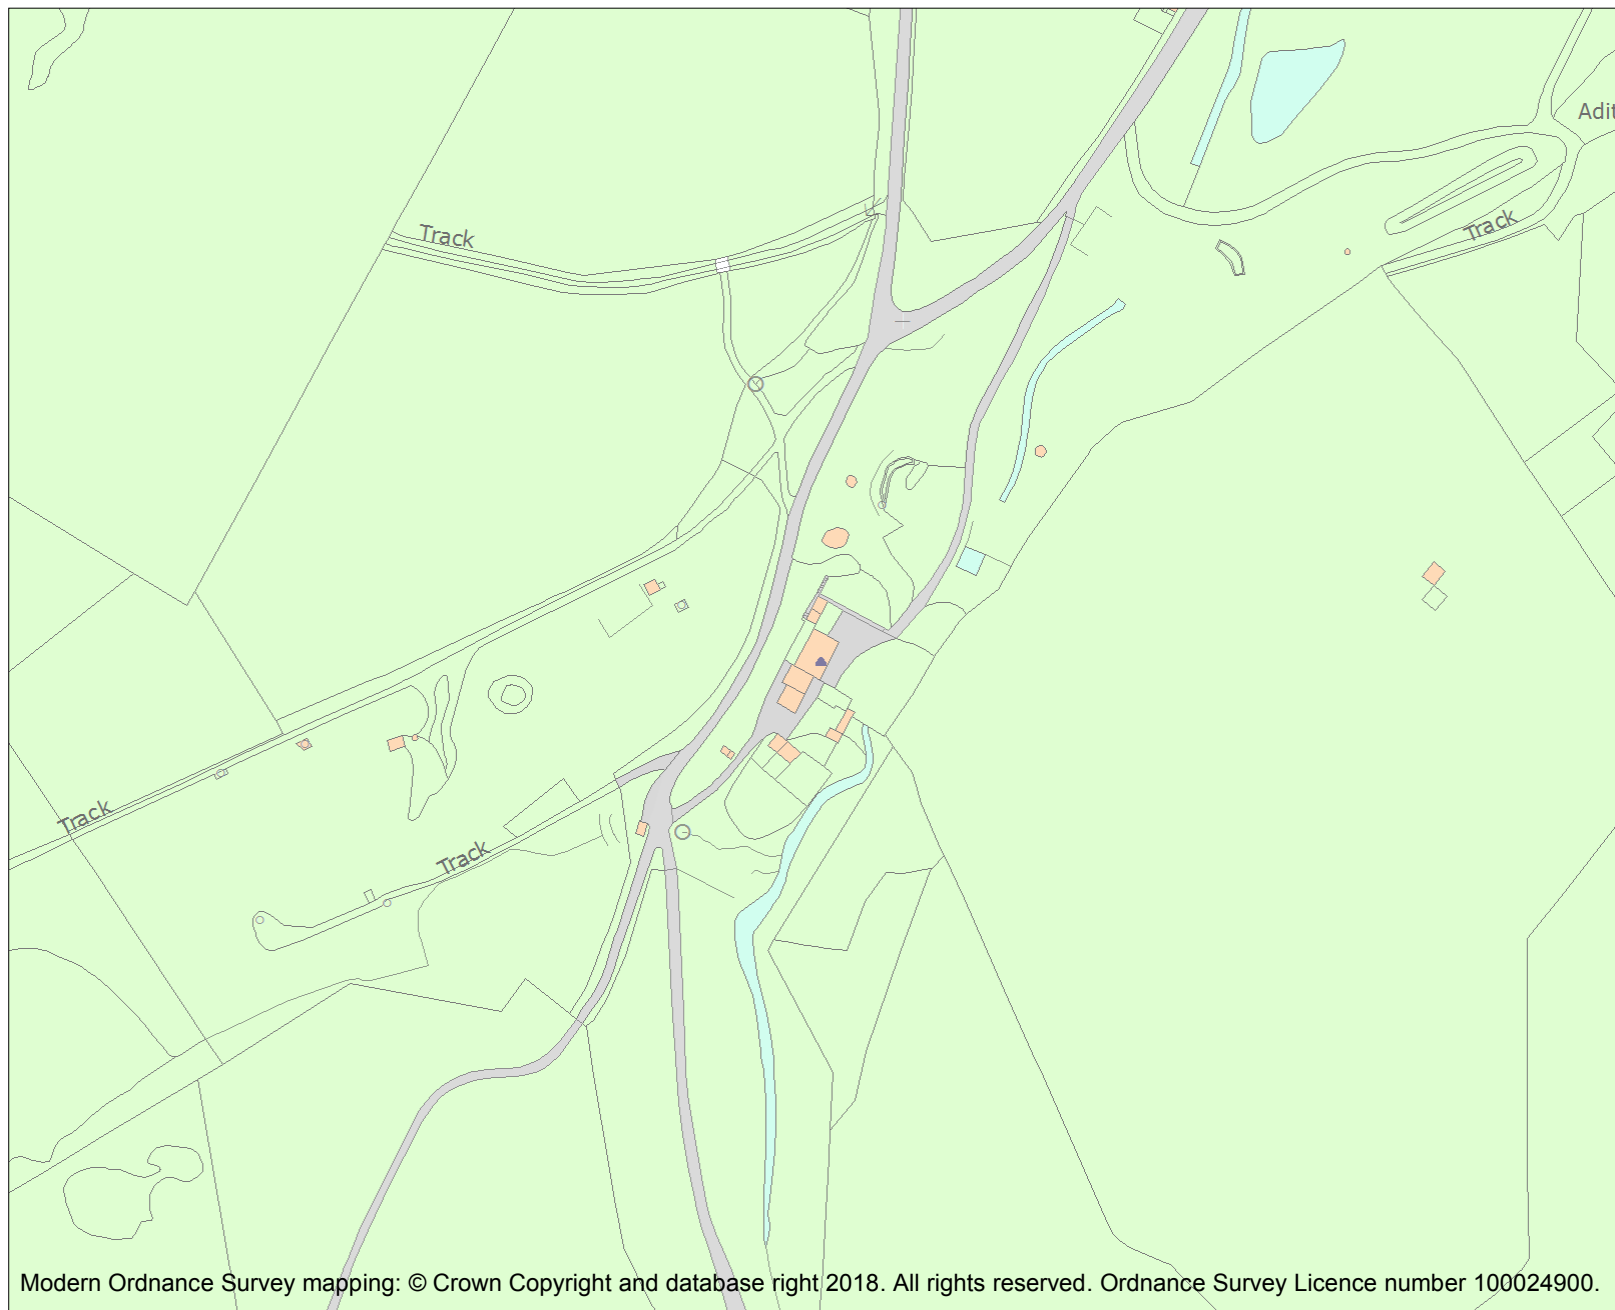 Adit
Track
Track
Track
Track
Modern Ordnance Survey mapping: © Crown Copyright and database right 2018. All rights reserved. Ordnance Survey Licence number 100024900.